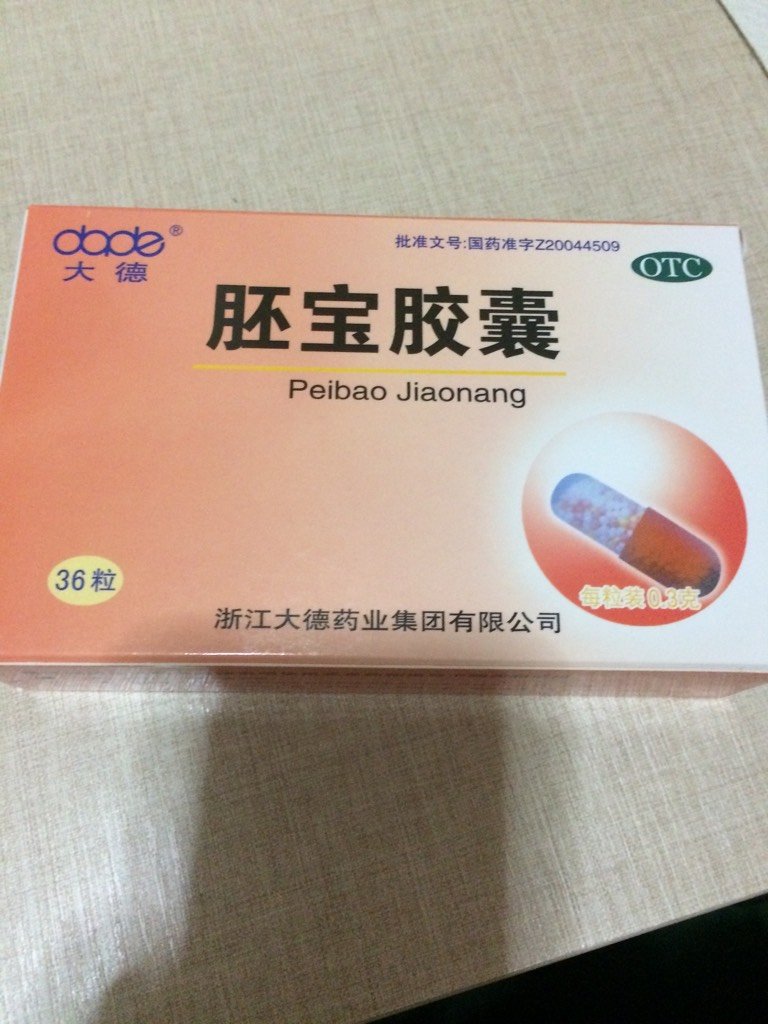 dade®
大德
批准文号:国药准字Z20044509
OTC
胚宝胶囊
Peibao Jiaonang
每粒装 0.3克
36粒
浙江大德药业集团有限公司